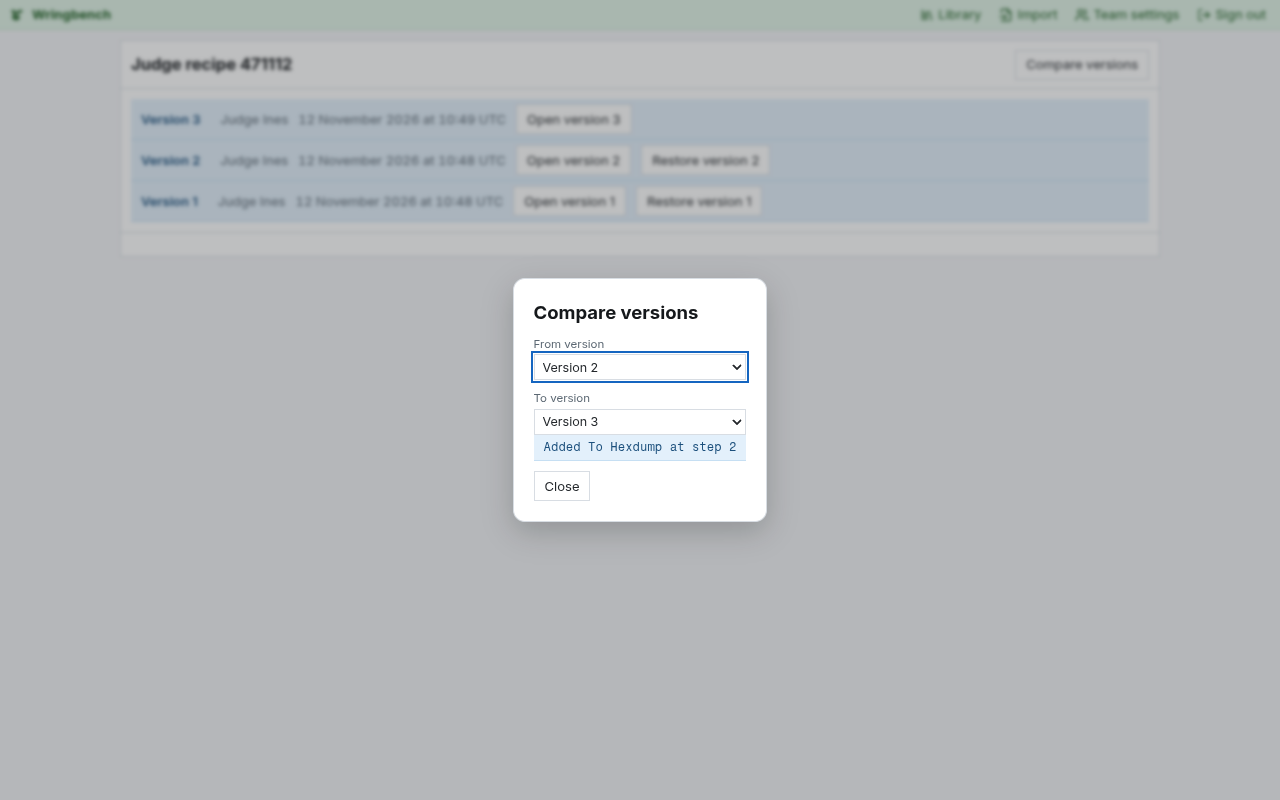 Wringbench Library Import Team settings Sign out
Judge recipe 471112 Compare versions
Version 3 Judge Ines 12 November 2026 at 10:49 UTC Open version 3
Version 2 Judge Ines 12 November 2026 at 10:48 UTC Open version 2 Restore version 2
Version 1 Judge Ines 12 November 2026 at 10:48 UTC Open version 1 Restore version 1
Compare versions
From version
Version 2
To version
Version 3
Added To Hexdump at step 2
Close